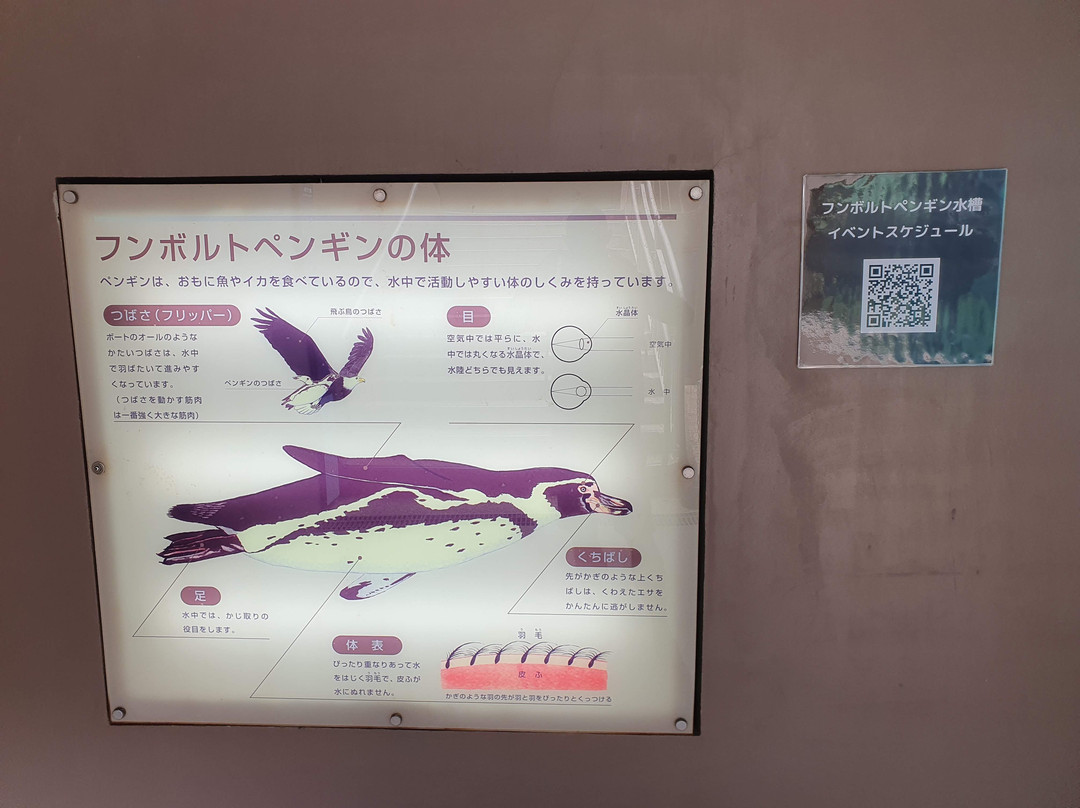 フンボルトペンギンの体
ペンギンは、おもに魚やイカを食べているので、水中で活動しやすい体のしくみを持っています。
つばさ(フリッパー)
ボートのオールのような
かたいつばさは、水中
で羽ばたいて進みやす
くなっています。
(つばさを動かす筋肉
は一番強く大きな筋肉)
飛ぶ鳥のつばさ
ペンギンのつばさ
目
空気中では平らに、水
中では丸くなる水晶体で、
水陸どちらでも見えます。
水晶体
空気中
水中
くちばし
先がかぎのような上くち
ばしは、くわえたエサを
かんたんに逃がしません。
足
水中では、かじ取りの
役目をします。
体表
ぴったり重なりあって水
をはじく羽毛で、皮ふが
水にぬれません。
羽毛
皮ふ
かぎのような羽の先が羽と羽をぴったりとくっつける
フンボルトペンギン水槽
イベントスケジュール